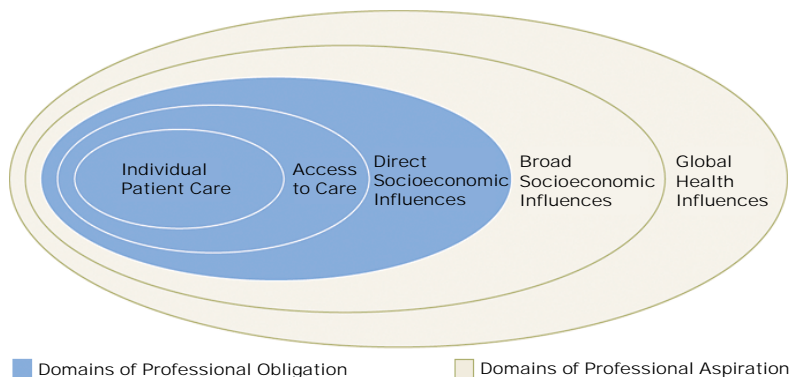 Individual
Patient Care
Access
to Care
Direct
Socioeconomic
Influences
Broad
Socioeconomic
Influences
Global
Health
Influences
Domains of Professional Obligation
Domains of Professional Aspiration